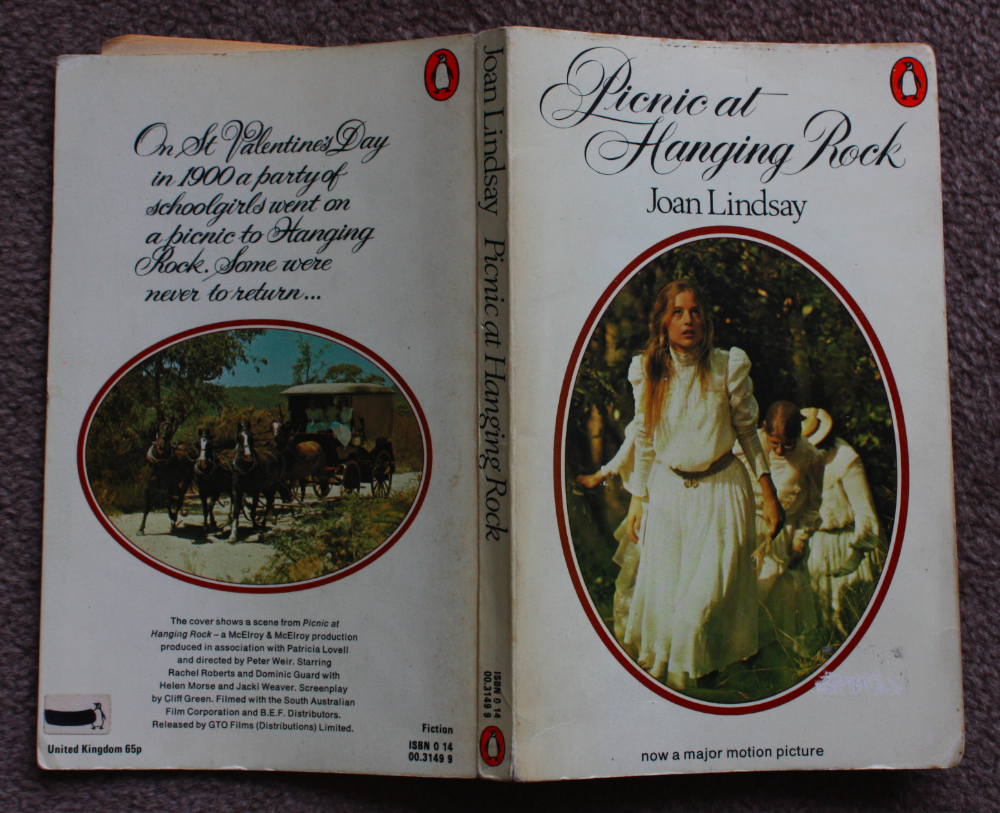 On St Valentine's Day
in 1900 a party of
schoolgirls went on
a picnic to Hanging
Rock. Some were
never to return...
The cover shows a scene from Picnic at
Hanging Rock – a McElroy & McElroy production
produced in association with Patricia Lovell
and directed by Peter Weir. Starring
Rachel Roberts and Dominic Guard with
Helen Morse and Jacki Weaver. Screenplay
by Cliff Green. Filmed with the South Australian
Film Corporation and B.E.F. Distributors.
Released by GTO Films (Distributions) Limited.
United Kingdom 65p
Fiction
ISBN 0 14
00.3149 9
Joan Lindsay Picnic at Hanging Rock
ISBN 0 14
00.3149 9
Picnic at
Hanging Rock
Joan Lindsay
now a major motion picture